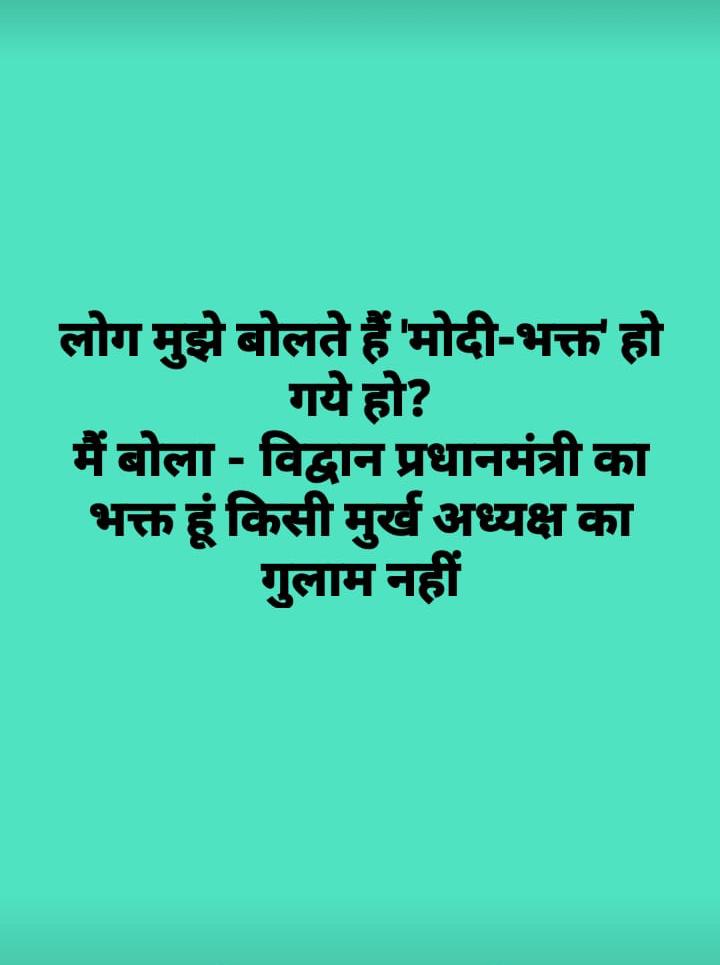 लोग मुझे बोलते हैं 'मोदी-भक्त' हो
गये हो?
मैं बोला - विद्वान प्रधानमंत्री का
भक्त हूं किसी मुर्ख अध्यक्ष का
गुलाम नहीं